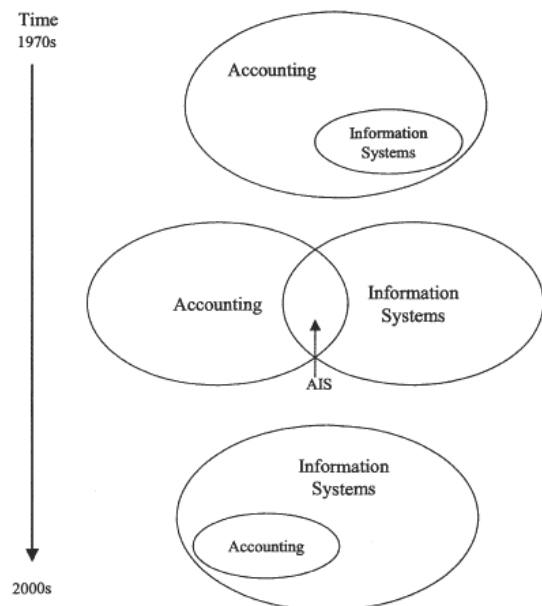 Time
1970s
Accounting
Information
Systems
Accounting
Information
Systems
AIS
Information
Systems
Accounting
2000s